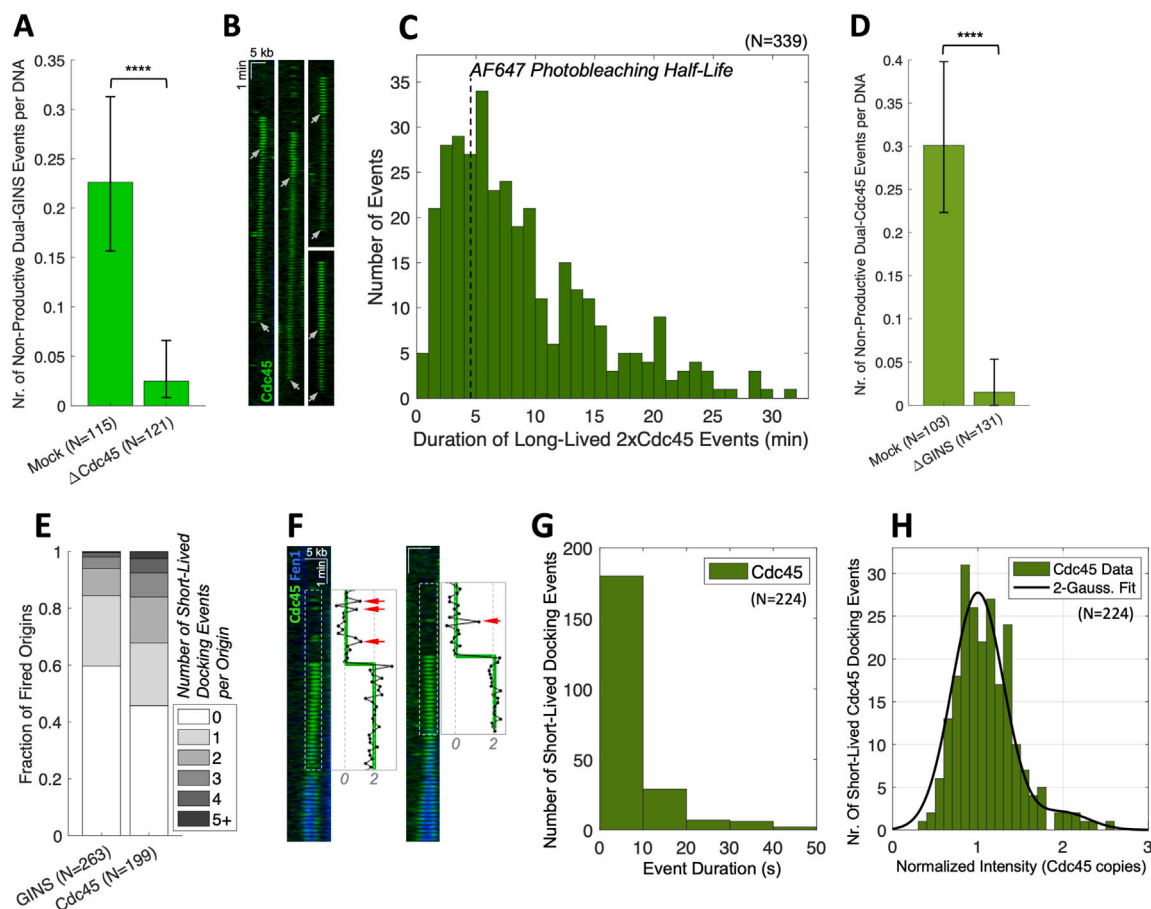 A
Nr. of Non-Productive Dual-GINS Events per DNA
0.35
0.3
0.25
0.2
0.15
0.1
0.05
0
****
Mock (N=115)
△Cdc45 (N=121)
B
5 kb
1 min
Cdc45
C
(N=339)
AF647 Photobleaching Half-Life
Number of Events
35
30
25
20
15
10
5
0
0
5
10
15
20
25
30
Duration of Long-Lived 2xCdc45 Events (min)
D
Nr. of Non-Productive Dual-Cdc45 Events per DNA
0.4
0.35
0.3
0.25
0.2
0.15
0.1
0.05
0
****
Mock (N=103)
△GINS (N=131)
E
Fraction of Fired Origins
1
0.8
0.6
0.4
0.2
0
GINS (N=263)
Cdc45 (N=199)
Number of Short-Lived
Docking Events
per Origin
0
1
2
3
4
5+
F
Cdc45 Fen1
5 kb
1 min
0
2
0
2
G
Number of Short-Lived Docking Events
200
150
100
50
0
Cdc45
(N=224)
0
10
20
30
40
50
Event Duration (s)
H
Nr. Of Short-Lived Cdc45 Docking Events
30
25
20
15
10
5
0
Cdc45 Data
2-Gauss. Fit
(N=224)
0
1
2
3
Normalized Intensity (Cdc45 copies)